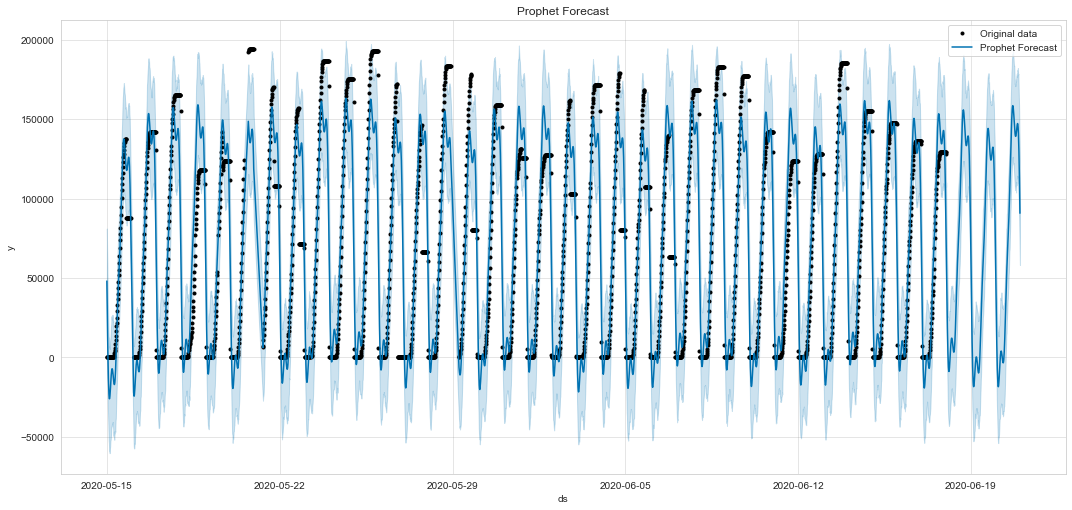 Prophet Forecast
Original data
Prophet Forecast
200000
150000
100000
50000
0
−50000
y
2020-05-15
2020-05-22
2020-05-29
2020-06-05
2020-06-12
2020-06-19
ds